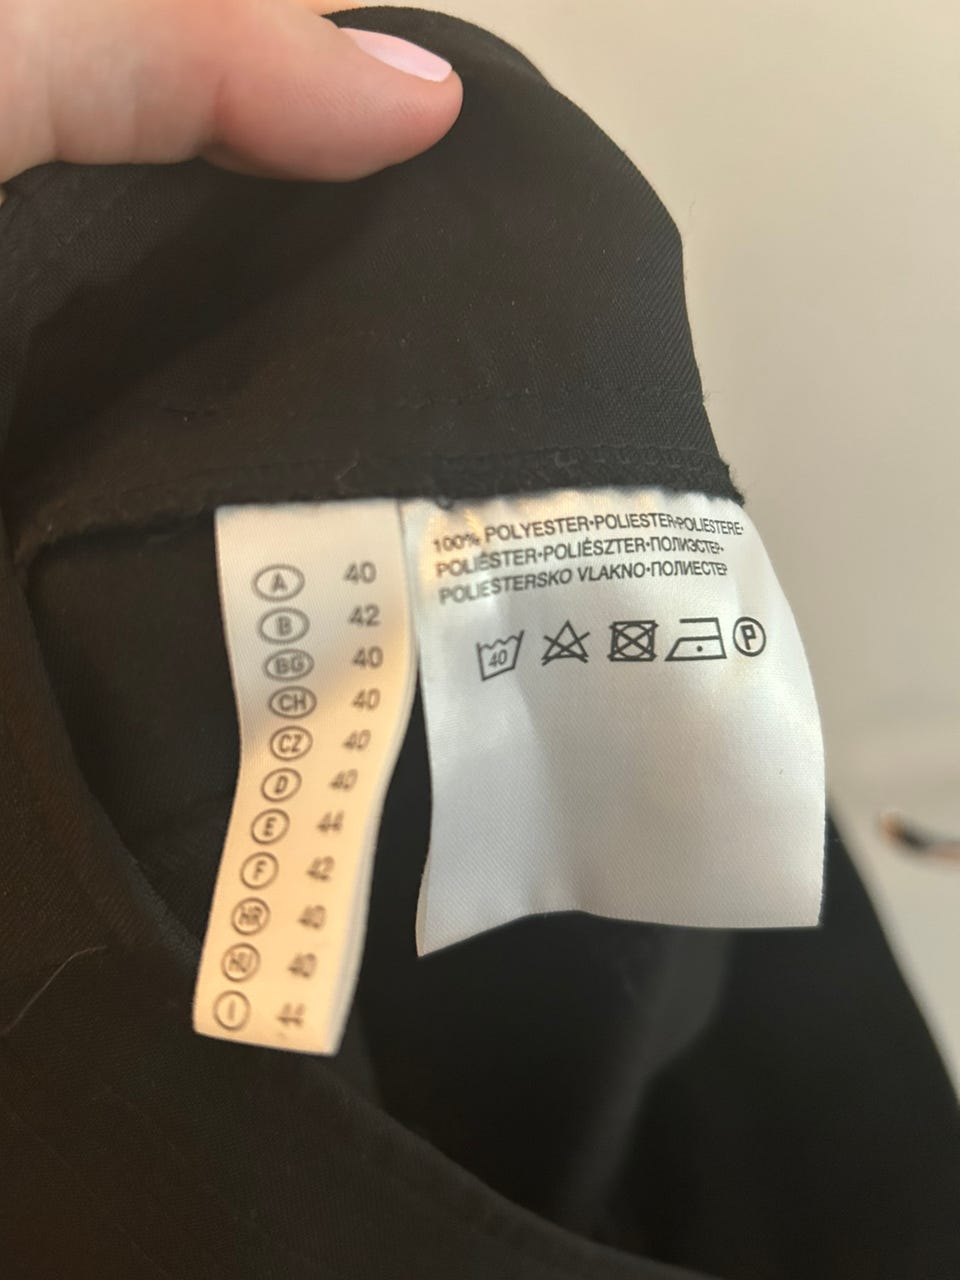 A 40
B 42
BG 40
CH 40
CZ 40
D 40
E 44
F 42
HR 40
HU 40
I 44
100% POLYESTER•POLIESTER•POLIESTERE•
POLIÉSTER•POLIÉSZTER•ПОЛИЭСТЕР•
POLIESTERSKO VLAKNO•ПОЛИЕСТЕР
40 P